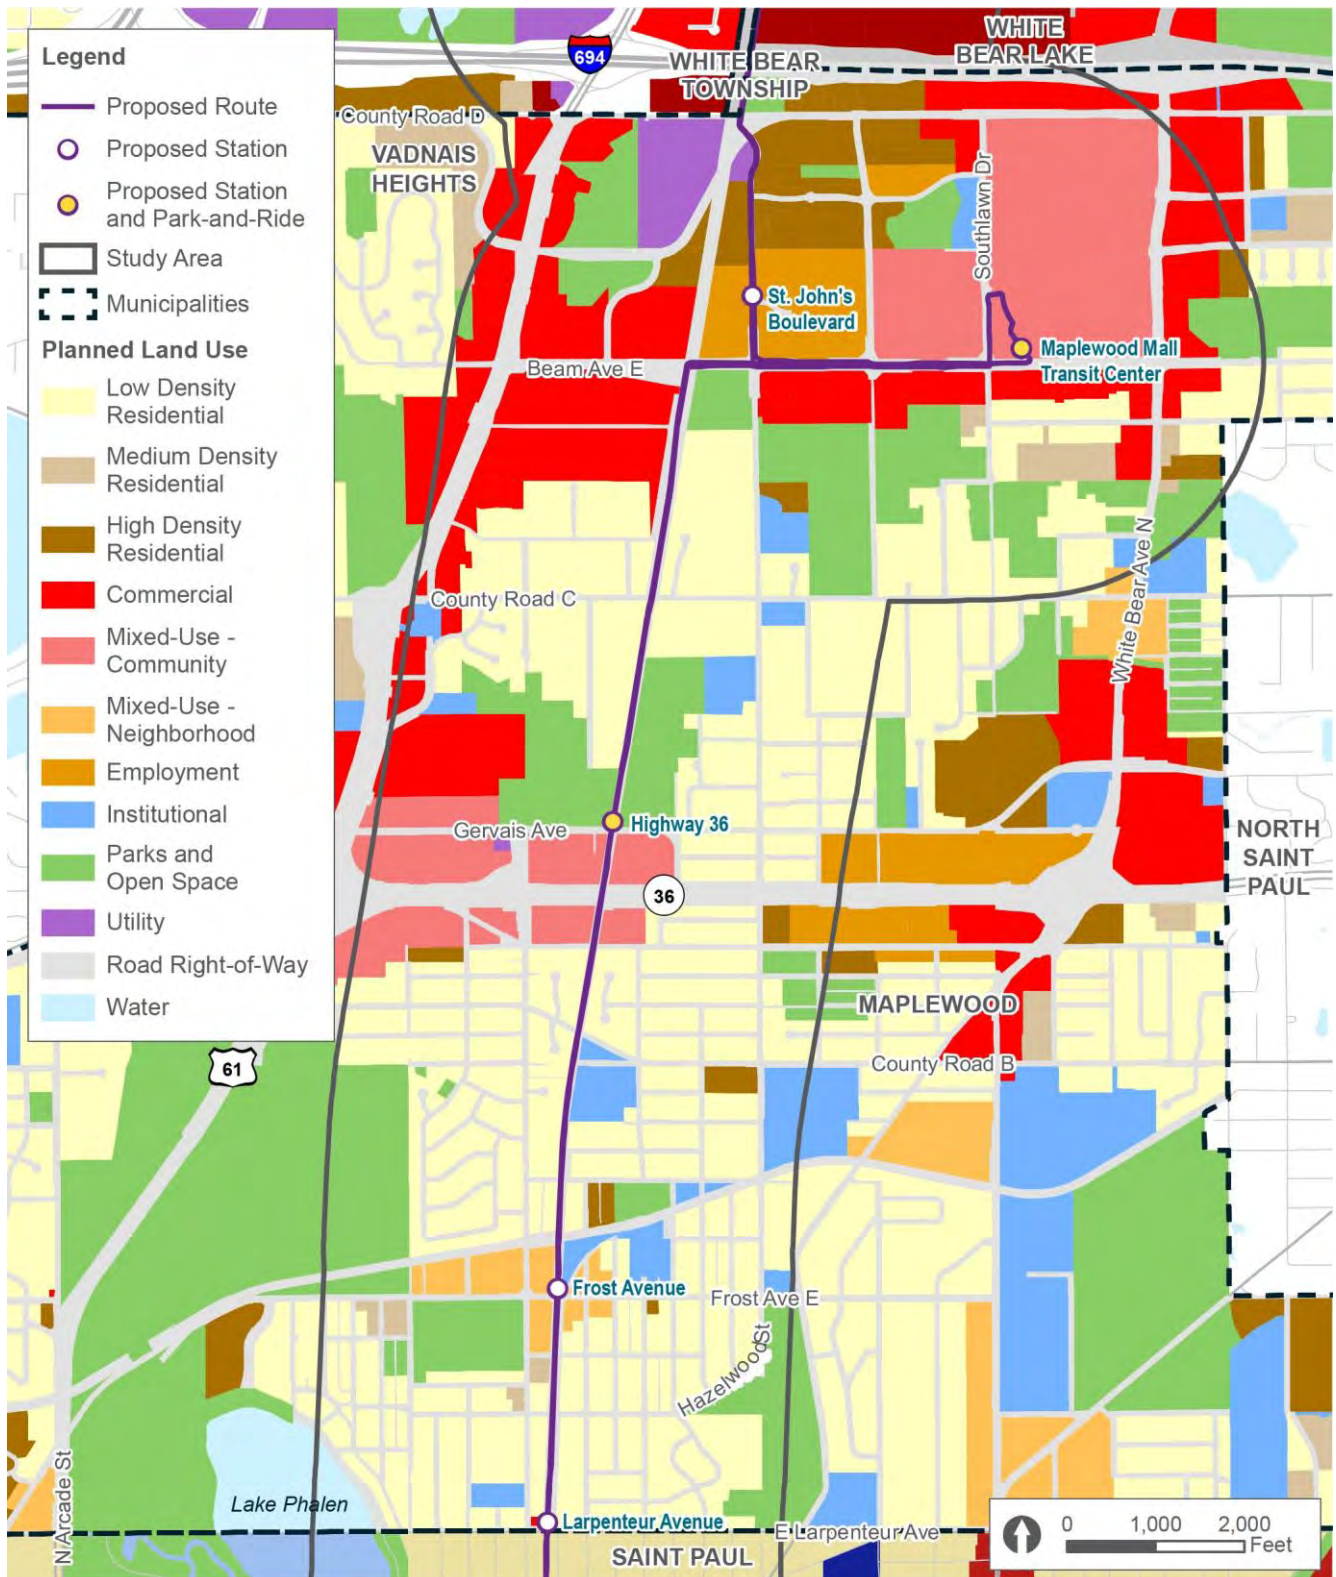 Legend
Proposed Route
Proposed Station
Proposed Station
and Park-and-Ride
Study Area
Municipalities
Planned Land Use
Low Density
Residential
Medium Density
Residential
High Density
Residential
Commercial
Mixed-Use -
Community
Mixed-Use -
Neighborhood
Employment
Institutional
Parks and
Open Space
Utility
Road Right-of-Way
Water
694
WHITE BEAR
TOWNSHIP
WHITE
BEAR LAKE
County Road D
VADNAIS
HEIGHTS
Southlawn Dr
St. John's
Boulevard
Maplewood Mall
Transit Center
Beam Ave E
White Bear Ave N
County Road C
Gervais Ave
Highway 36
36
NORTH
SAINT
PAUL
MAPLEWOOD
County Road B
61
Frost Avenue
Frost Ave E
Hazelwood St
N Arcade St
Lake Phalen
Larpenteur Avenue
E Larpenteur Ave
SAINT PAUL
0 1,000 2,000
Feet